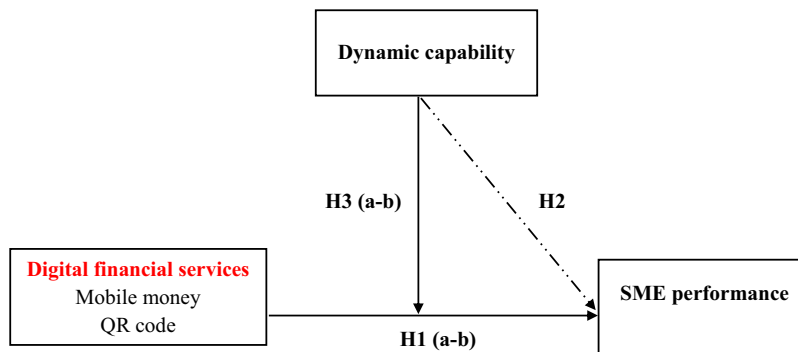 Dynamic capability
H3 (a-b)
H2
Digital financial services
Mobile money
QR code
SME performance
H1 (a-b)